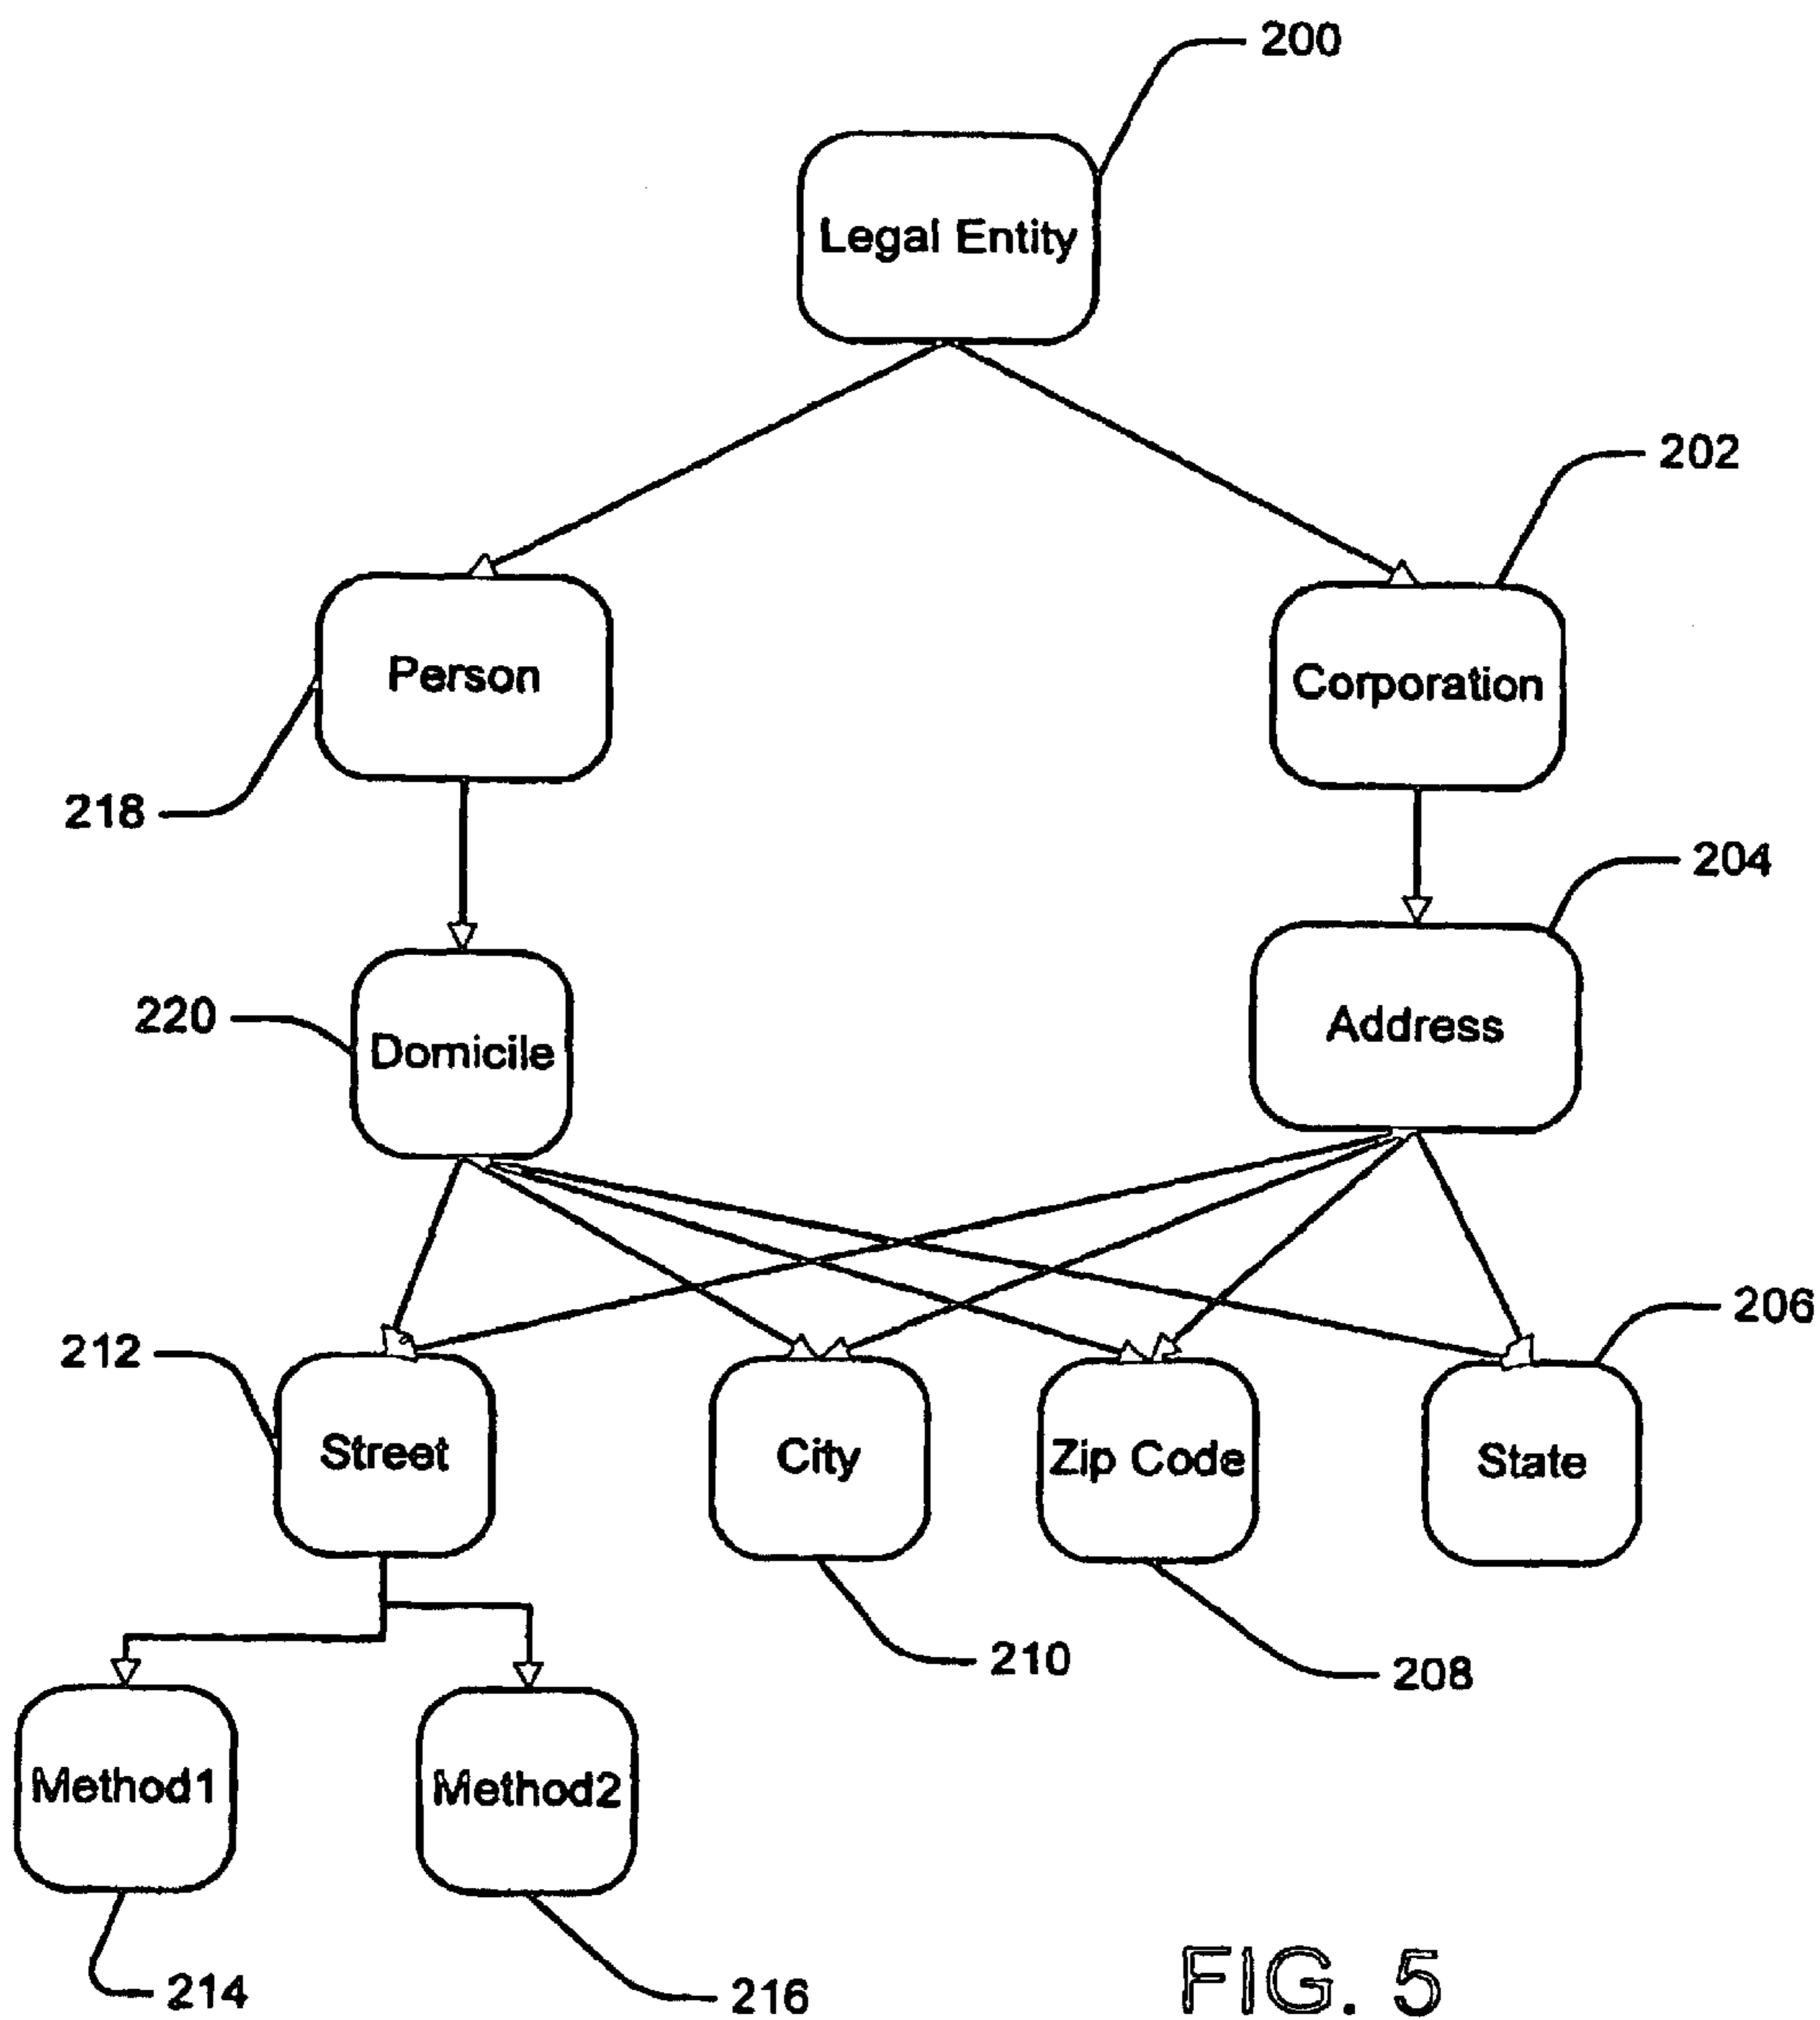 200
Legal Entity
202
Person
Corporation
218
204
220
Domicile
Address
206
212
Street
City
Zip Code
State
210
208
Method1
Method2
214
216
FIG. 5